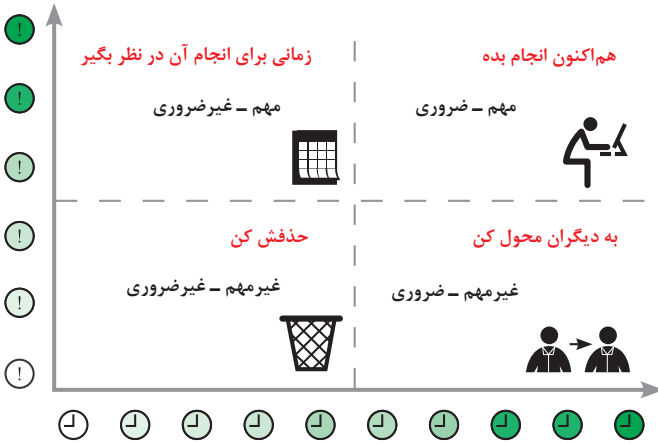 هم‌اکنون انجام بده
مهم ـ ضروری
زمانی برای انجام آن در نظر بگیر
مهم ـ غیرضروری
به دیگران محول کن
غیرمهم ـ ضروری
حذفش کن
غیرمهم ـ غیرضروری
!
!
!
!
!
!